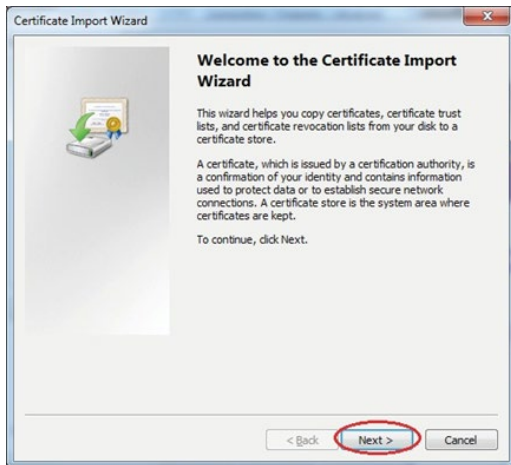 Certificate Import Wizard
Welcome to the Certificate Import
Wizard
This wizard helps you copy certificates, certificate trust
lists, and certificate revocation lists from your disk to a
certificate store.
A certificate, which is issued by a certification authority, is
a confirmation of your identity and contains information
used to protect data or to establish secure network
connections. A certificate store is the system area where
certificates are kept.
To continue, click Next.
< Back Next > Cancel